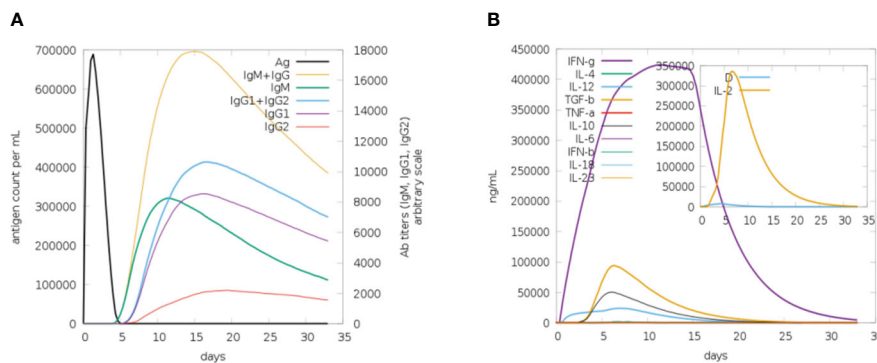 A
B
700000
600000
500000
400000
300000
200000
100000
0
antigen count per mL
0 5 10 15 20 25 30 35
days
18000
16000
14000
12000
10000
8000
6000
4000
2000
0
Ab titers (IgM, IgG1, IgG2)
arbitrary scale
Ag
IgM+IgG
IgM
IgG1+IgG2
IgG1
IgG2
450000
400000
350000
300000
250000
200000
150000
100000
50000
0
ng/mL
0 5 10 15 20 25 30 35
days
IFN-g
IL-4
IL-12
TGF-b
TNF-a
IL-10
IL-6
IFN-b
IL-18
IL-23
350000
300000
250000
200000
150000
100000
50000
0
0 5 10 15 20 25 30 35
D
IL-2